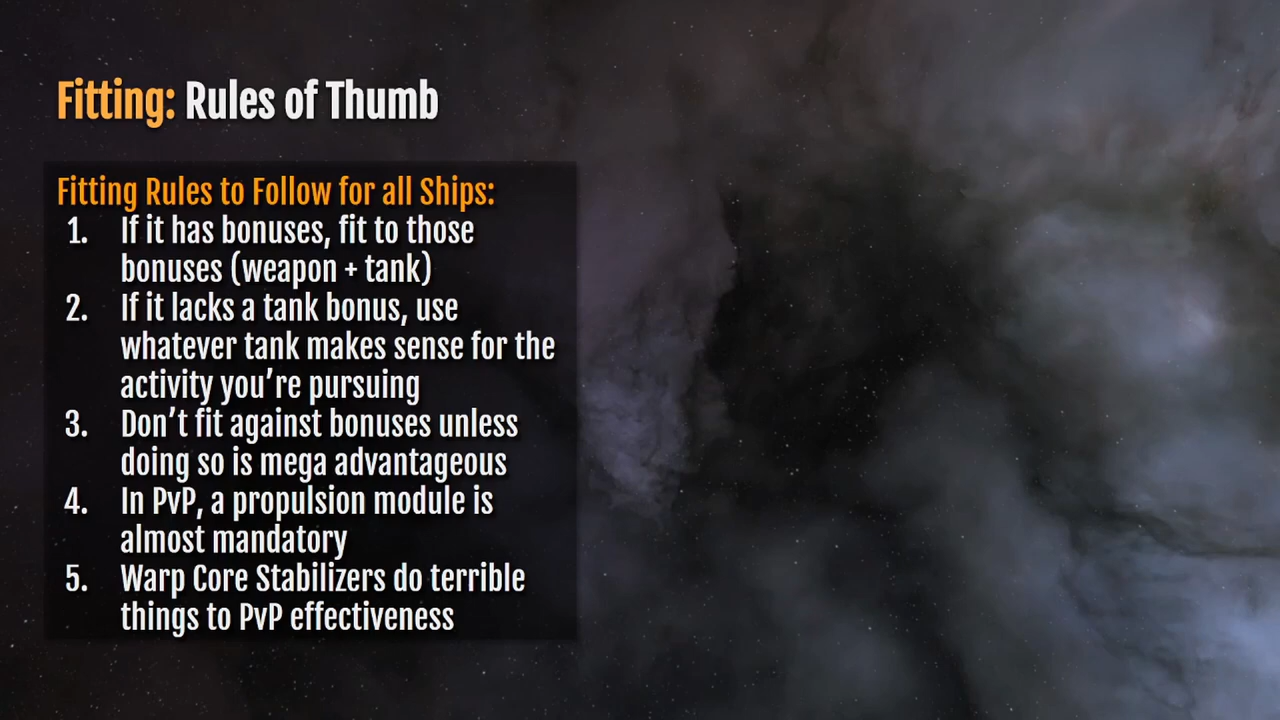 Fitting: Rules of Thumb
Fitting Rules to Follow for all Ships:
1. If it has bonuses, fit to those
bonuses (weapon + tank)
2. If it lacks a tank bonus, use
whatever tank makes sense for the
activity you’re pursuing
3. Don’t fit against bonuses unless
doing so is mega advantageous
4. In PvP, a propulsion module is
almost mandatory
5. Warp Core Stabilizers do terrible
things to PvP effectiveness